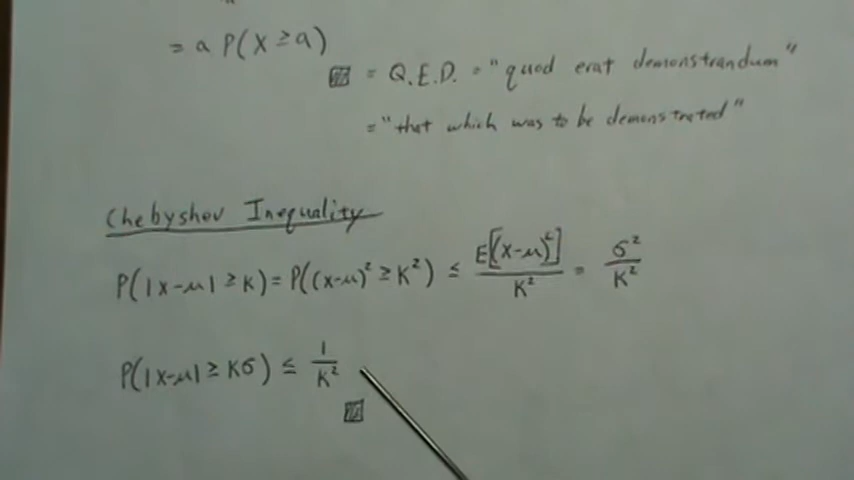 = a P(X ≥ a)
▨ = Q.E.D. = "quod erat demonstrandum"
= "that which was to be demonstrated"
Chebyshov Inequality
P(|X-μ| ≥ K) = P((X-μ)² ≥ K²) ≤ E[(X-μ)²]/K² = σ²/K²
P(|X-μ| ≥ Kσ) ≤ 1/K²
▨